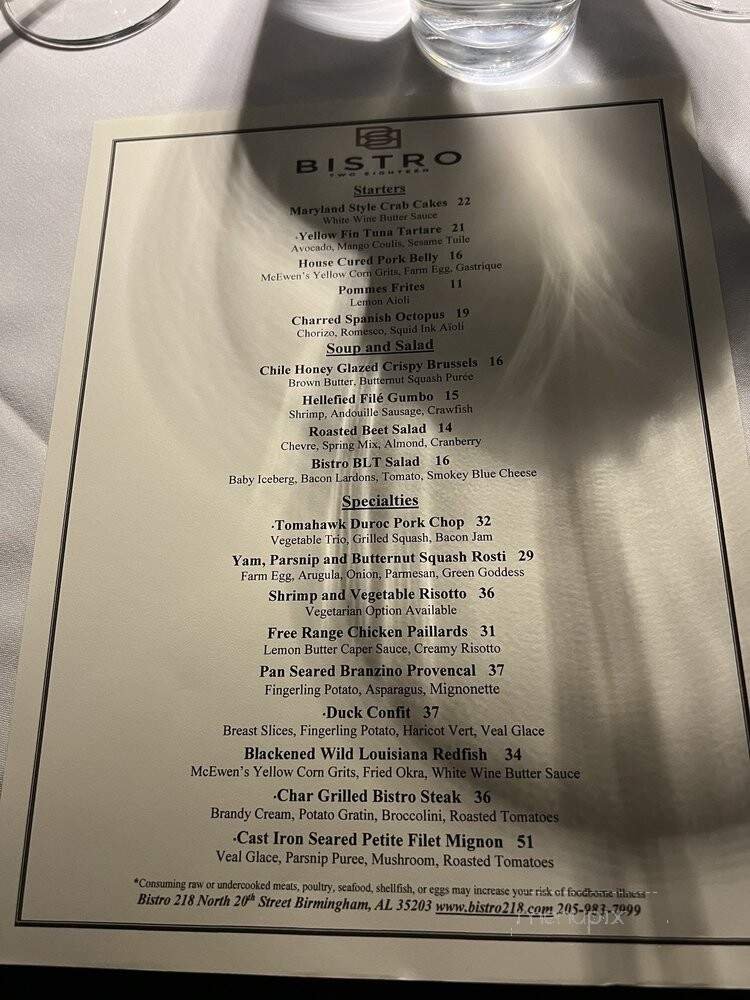 BISTRO
TWO EIGHTEEN
Starters
Maryland Style Crab Cakes 22
White Wine Butter Sauce
·Yellow Fin Tuna Tartare 21
Avocado, Mango Coulis, Sesame Tuile
House Cured Pork Belly 16
McEwen's Yellow Corn Grits, Farm Egg, Gastrique
Pommes Frites 11
Lemon Aioli
Charred Spanish Octopus 19
Chorizo, Romesco, Squid Ink Aïoli
Soup and Salad
Chile Honey Glazed Crispy Brussels 16
Brown Butter, Butternut Squash Purée
Hellefied Filé Gumbo 15
Shrimp, Andouille Sausage, Crawfish
Roasted Beet Salad 14
Chevre, Spring Mix, Almond, Cranberry
Bistro BLT Salad 16
Baby Iceberg, Bacon Lardons, Tomato, Smokey Blue Cheese
Specialties
·Tomahawk Duroc Pork Chop 32
Vegetable Trio, Grilled Squash, Bacon Jam
Yam, Parsnip and Butternut Squash Rosti 29
Farm Egg, Arugula, Onion, Parmesan, Green Goddess
Shrimp and Vegetable Risotto 36
Vegetarian Option Available
Free Range Chicken Paillards 31
Lemon Butter Caper Sauce, Creamy Risotto
Pan Seared Branzino Provencal 37
Fingerling Potato, Asparagus, Mignonette
·Duck Confit 37
Breast Slices, Fingerling Potato, Haricot Vert, Veal Glace
Blackened Wild Louisiana Redfish 34
McEwen's Yellow Corn Grits, Fried Okra, White Wine Butter Sauce
·Char Grilled Bistro Steak 36
Brandy Cream, Potato Gratin, Broccolini, Roasted Tomatoes
·Cast Iron Seared Petite Filet Mignon 51
Veal Glace, Parsnip Puree, Mushroom, Roasted Tomatoes
*Consuming raw or undercooked meats, poultry, seafood, shellfish, or eggs may increase your risk of foodborne illness
Bistro 218 North 20th Street Birmingham, AL 35203 www.bistro218.com 205-983-7999
menupix